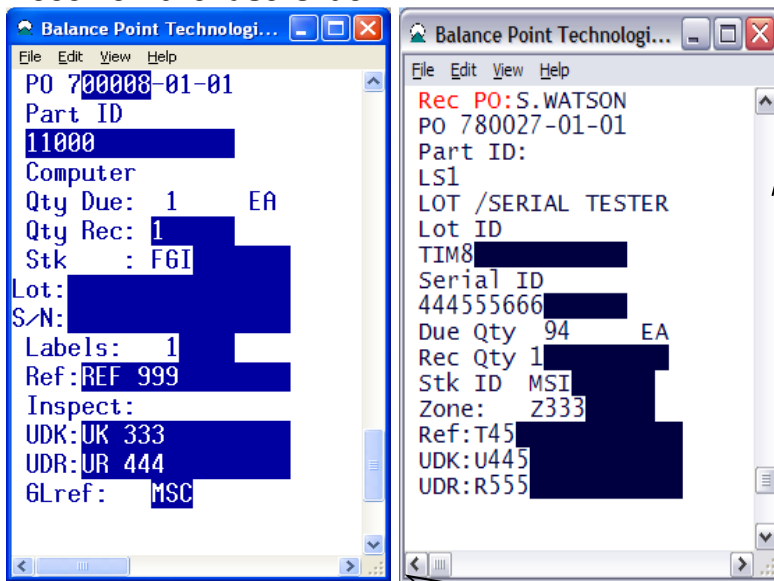 Balance Point Technologi...
File Edit View Help
PO 700008-01-01
Part ID
11000
Computer
Qty Due: 1 EA
Qty Rec: 1
Stk : FGI
Lot:
S/N:
Labels: 1
Ref:REF 999
Inspect:
UDK:UK 333
UDR:UR 444
GLref: MSC
Balance Point Technologi...
File Edit View Help
Rec PO:S.WATSON
PO 780027-01-01
Part ID:
LS1
LOT /SERIAL TESTER
Lot ID
TIM8
Serial ID
444555666
Due Qty 94 EA
Rec Qty 1
Stk ID MSI
Zone: Z333
Ref:T45
UDK:U445
UDR:R555